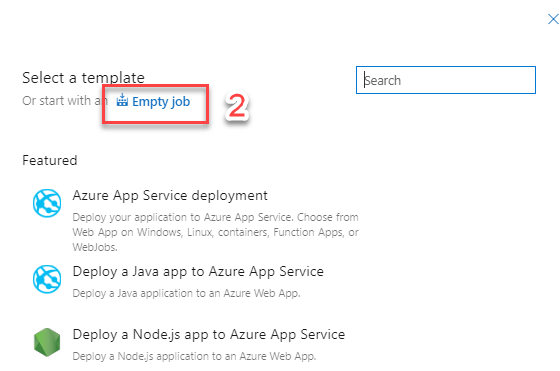 Select a template
Search
Or start with an Empty job
2
Featured
Azure App Service deployment
Deploy your application to Azure App Service. Choose from
Web App on Windows, Linux, containers, Function Apps, or
WebJobs.
Deploy a Java app to Azure App Service
Deploy a Java application to an Azure Web App.
Deploy a Node.js app to Azure App Service
Deploy a Node.js application to an Azure Web App.